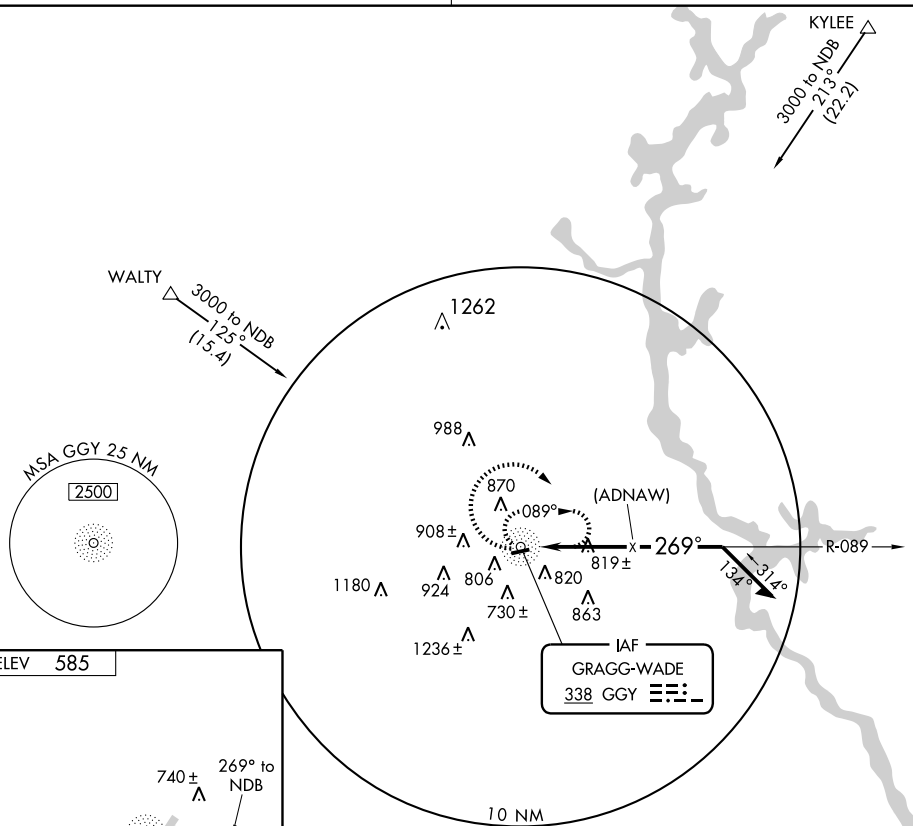 KYLEE
3000 to NDB
213°
(22.2)
WALTY
3000 to NDB
125°
(15.4)
1262
MSA GGY 25 NM
2500
988
870
(ADNAW)
089°
908±
269°
R-089
819±
806
820
134°
314°
1180
924
730±
863
1236±
IAF
GRAGG-WADE
338 GGY
ELEV 585
740±
269° to
NDB
10 NM